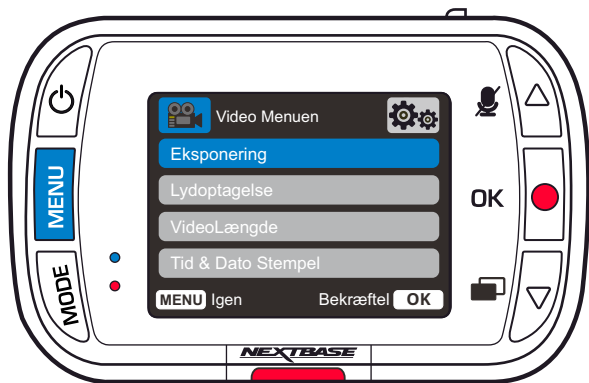 Video Menuen
Eksponering
Lydoptagelse
VideoLængde
Tid & Dato Stempel
MENU Igen Bekræftel OK
MENU
MODE
OK
NEXTBASE